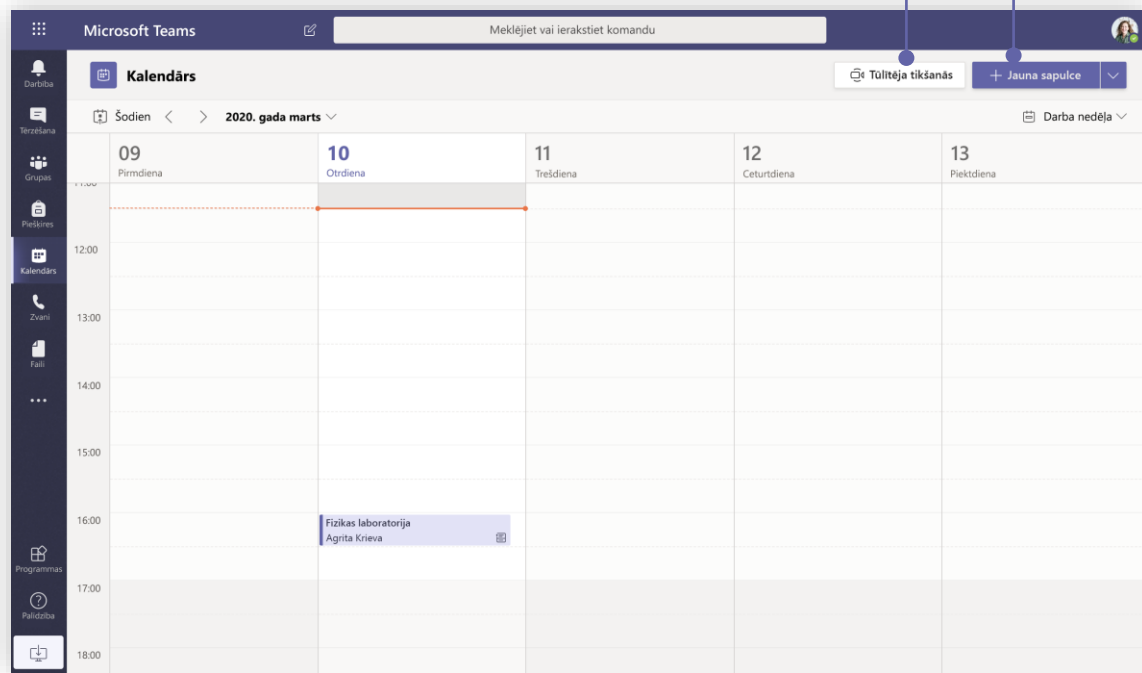 Microsoft Teams
Meklējiet vai ierakstiet komandu
Darbība
Tērzēšana
Grupas
Piešķires
Kalendārs
Zvani
Faili
Programmas
Palīdzība
Kalendārs
Tūlītēja tikšanās
Jauna sapulce
Šodien
2020. gada marts
Darba nedēļa
09
Pirmdiena
10
Otrdiena
11
Trešdiena
12
Ceturtdiena
13
Piektdiena
11:00
12:00
13:00
14:00
15:00
16:00
Fizikas laboratorija
Agrita Krieva
17:00
18:00